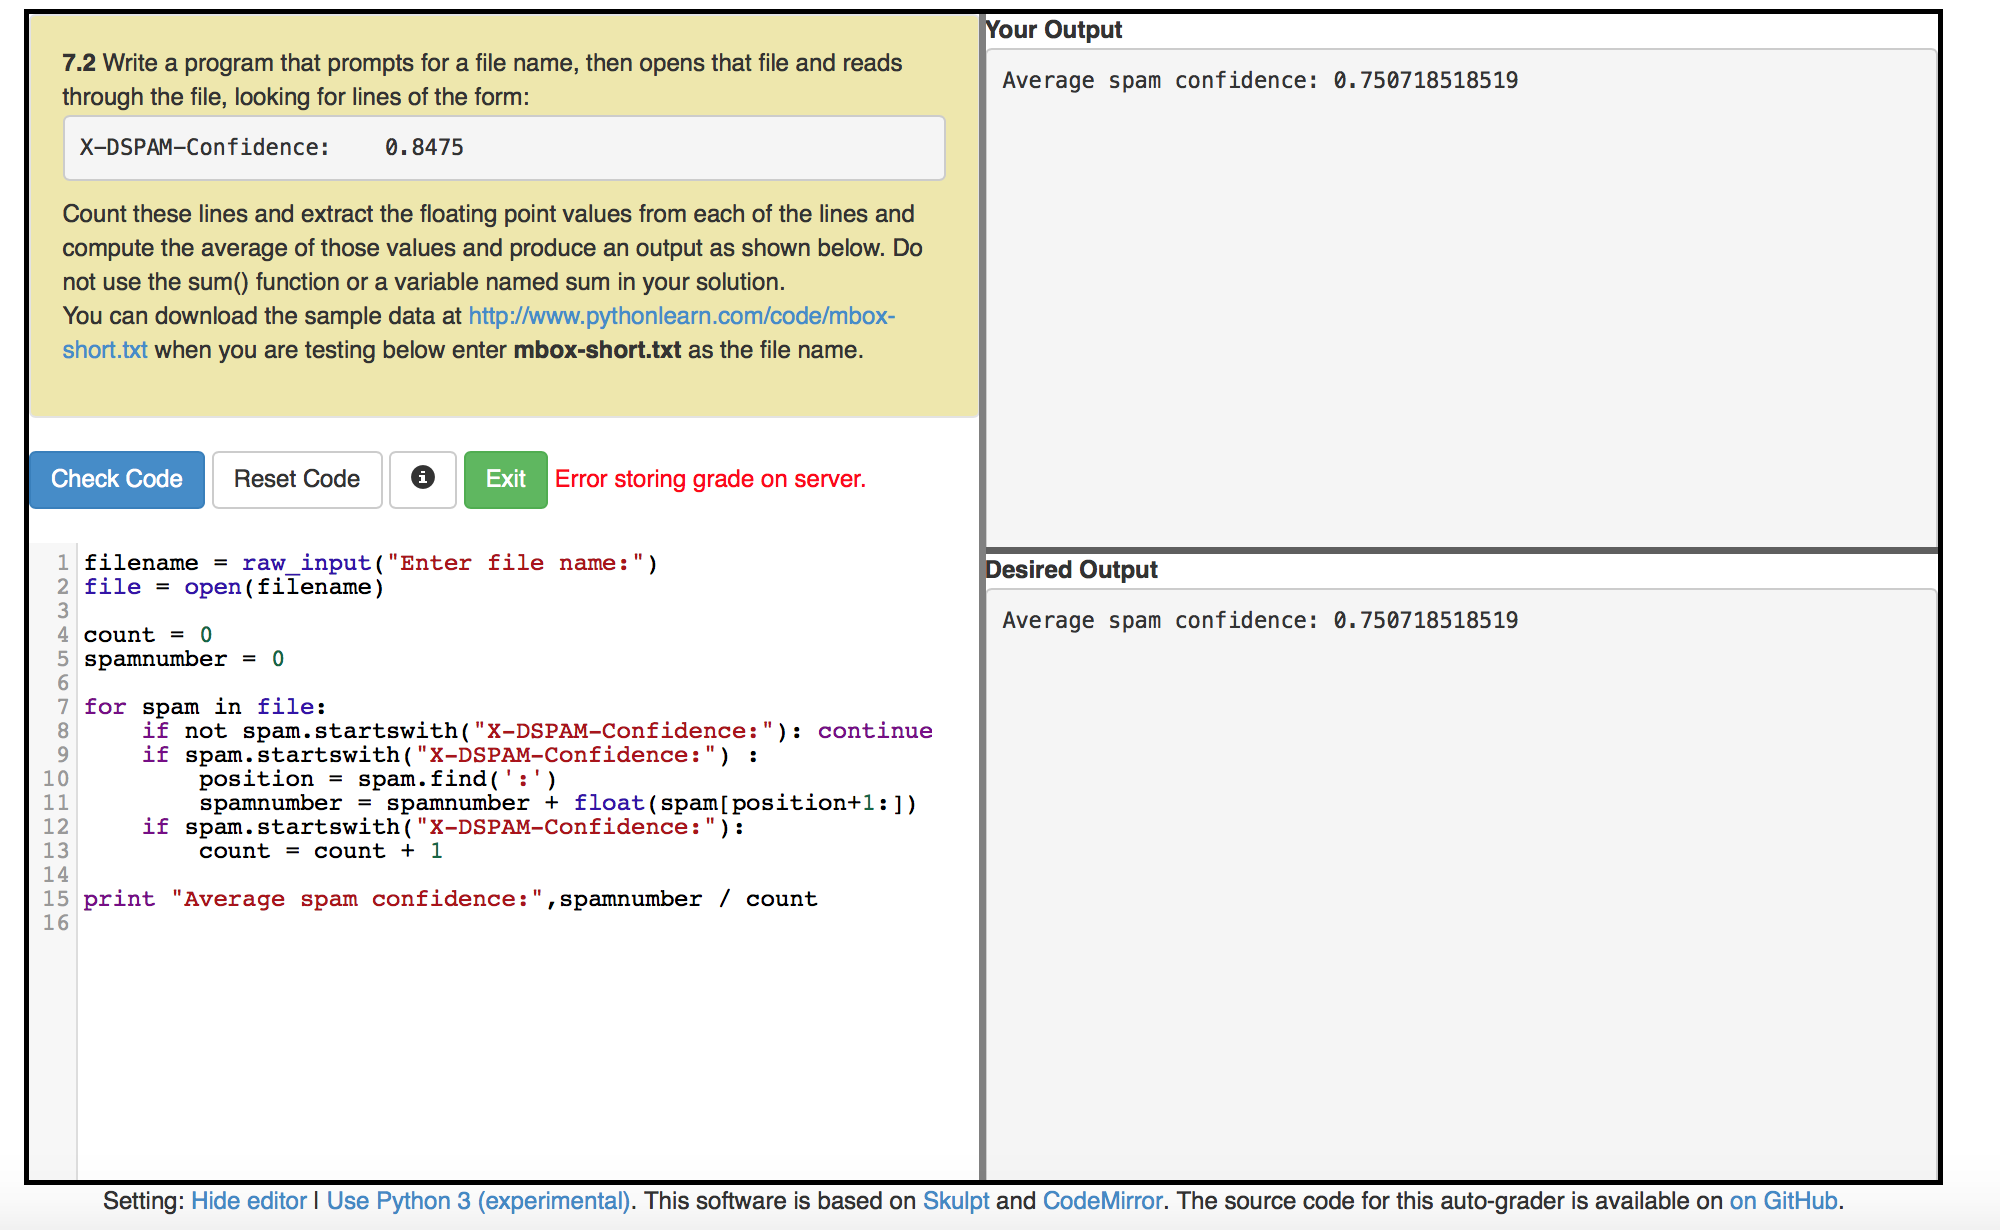 7.2 Write a program that prompts for a file name, then opens that file and reads
through the file, looking for lines of the form:
X-DSPAM-Confidence:    0.8475
Count these lines and extract the floating point values from each of the lines and
compute the average of those values and produce an output as shown below. Do
not use the sum() function or a variable named sum in your solution.
You can download the sample data at http://www.pythonlearn.com/code/mbox-
short.txt when you are testing below enter mbox-short.txt as the file name.
Check Code Reset Code i Exit Error storing grade on server.
1 filename = raw_input("Enter file name:")
2 file = open(filename)
3
4 count = 0
5 spamnumber = 0
6
7 for spam in file:
8     if not spam.startswith("X-DSPAM-Confidence:"): continue
9     if spam.startswith("X-DSPAM-Confidence:") :
10         position = spam.find(':')
11         spamnumber = spamnumber + float(spam[position+1:])
12     if spam.startswith("X-DSPAM-Confidence:"):
13         count = count + 1
14
15 print "Average spam confidence:",spamnumber / count
16
Your Output
Average spam confidence: 0.750718518519
Desired Output
Average spam confidence: 0.750718518519
Setting: Hide editor | Use Python 3 (experimental). This software is based on Skulpt and CodeMirror. The source code for this auto-grader is available on on GitHub.